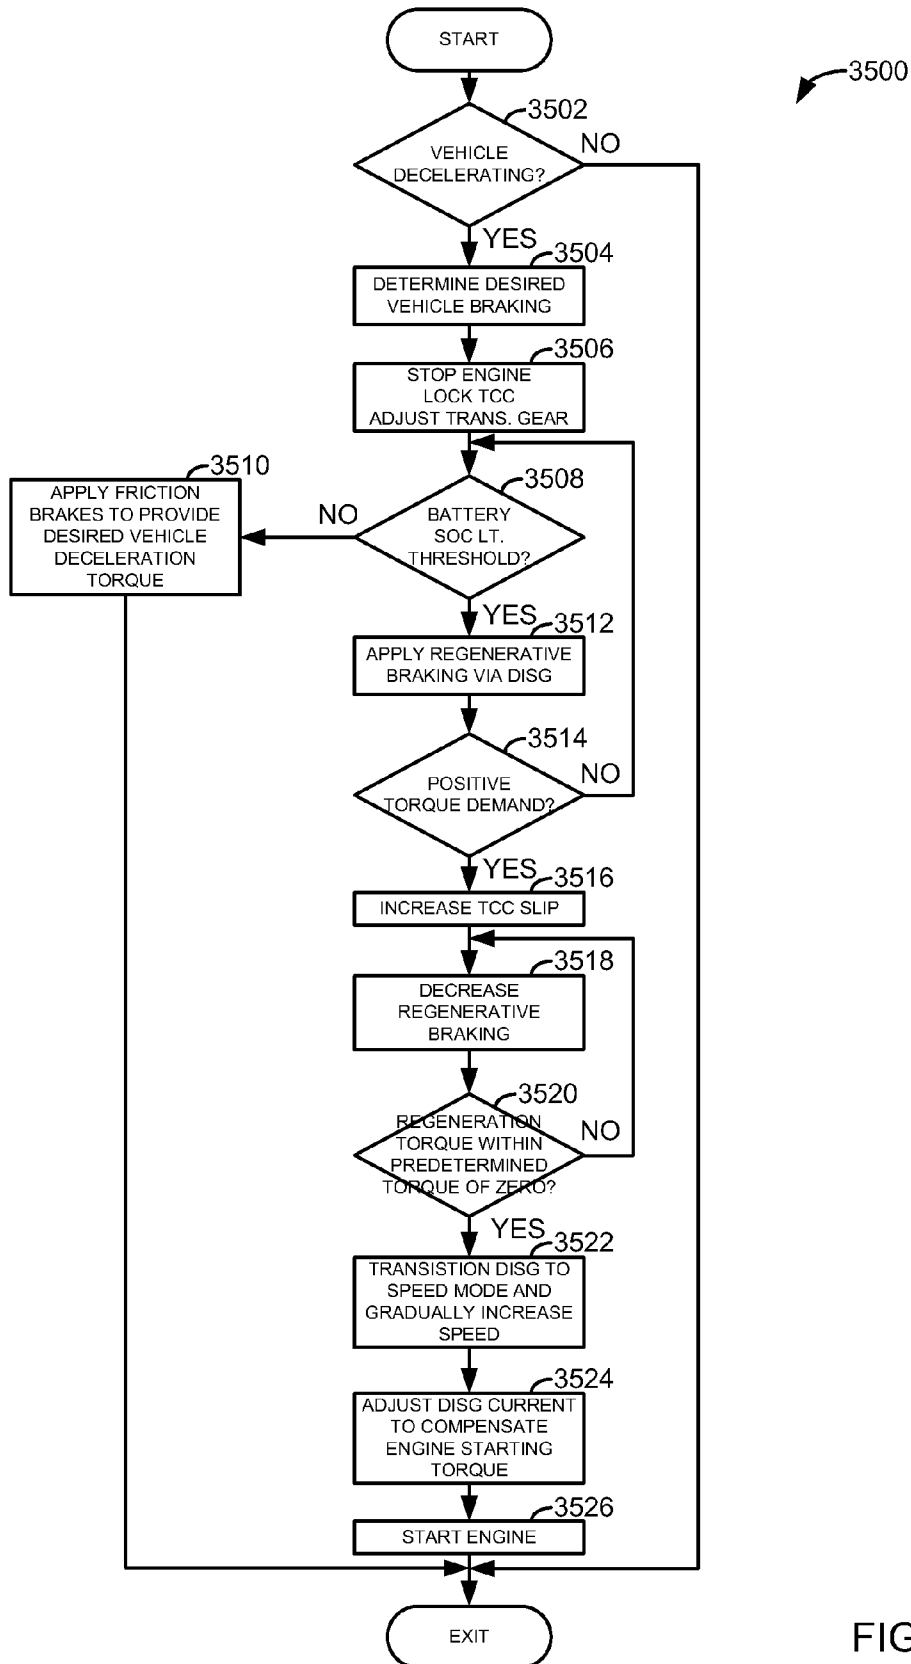 START
3500
3502
NO
VEHICLE
DECELERATING?
YES
3504
DETERMINE DESIRED
VEHICLE BRAKING
3506
STOP ENGINE
LOCK TCC
ADJUST TRANS. GEAR
3510
APPLY FRICTION
BRAKES TO PROVIDE
DESIRED VEHICLE
DECELERATION
TORQUE
3508
NO
BATTERY
SOC LT.
THRESHOLD?
YES
3512
APPLY REGENERATIVE
BRAKING VIA DISG
3514
NO
POSITIVE
TORQUE DEMAND?
YES
3516
INCREASE TCC SLIP
3518
DECREASE
REGENERATIVE
BRAKING
3520
NO
REGENERATION
TORQUE WITHIN
PREDETERMINED
TORQUE OF ZERO?
YES
3522
TRANSISTION DISG TO
SPEED MODE AND
GRADUALLY INCREASE
SPEED
3524
ADJUST DISG CURRENT
TO COMPENSATE
ENGINE STARTING
TORQUE
3526
START ENGINE
EXIT
FIG